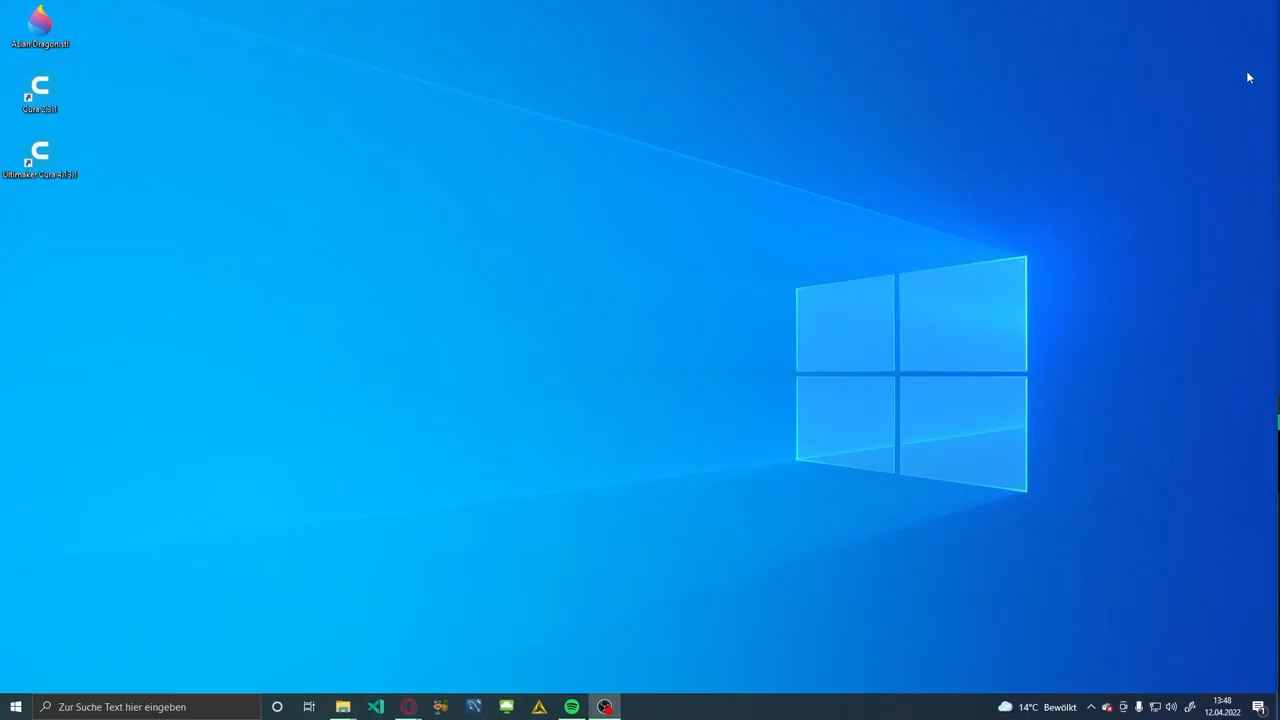 Asian Dragon.stl
Cura 2.3.1
Ultimaker Cura 4.13.1
Zur Suche Text hier eingeben
14°C Bewölkt
13:48
12.04.2022